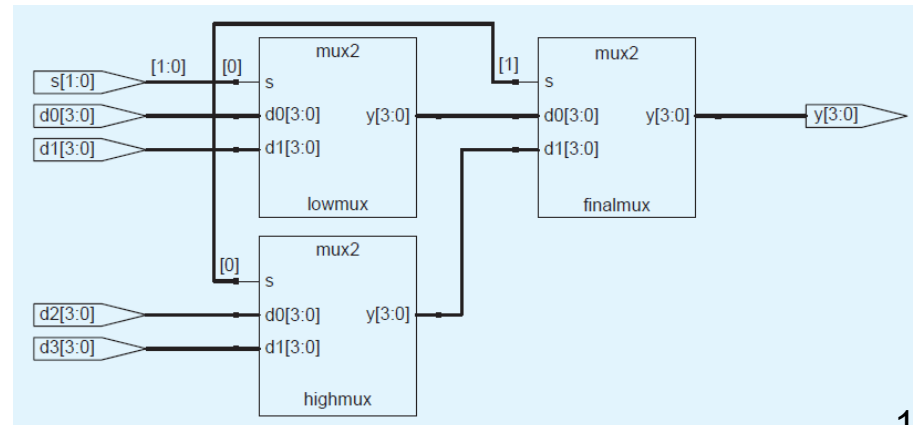 mux2
mux2
[1:0]
[0]
[1]
s[1:0]
s
s
d0[3:0]
d0[3:0]
y[3:0]
d0[3:0]
y[3:0]
y[3:0]
d1[3:0]
d1[3:0]
d1[3:0]
lowmux
finalmux
mux2
[0]
s
d2[3:0]
d0[3:0]
y[3:0]
d3[3:0]
d1[3:0]
highmux
1